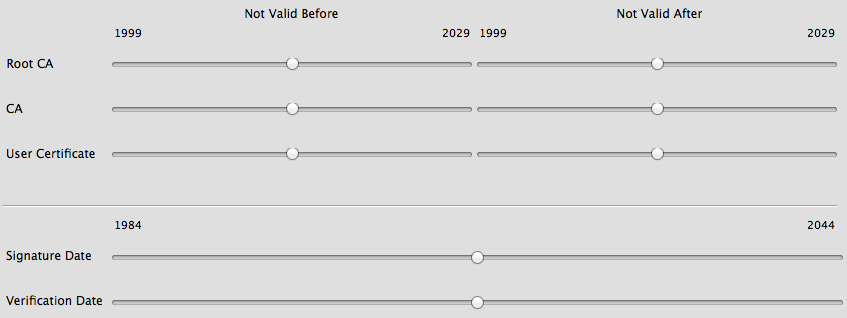 Not Valid Before Not Valid After
1999 2029 1999 2029
Root CA
CA
User Certificate
1984 2044
Signature Date
Verification Date